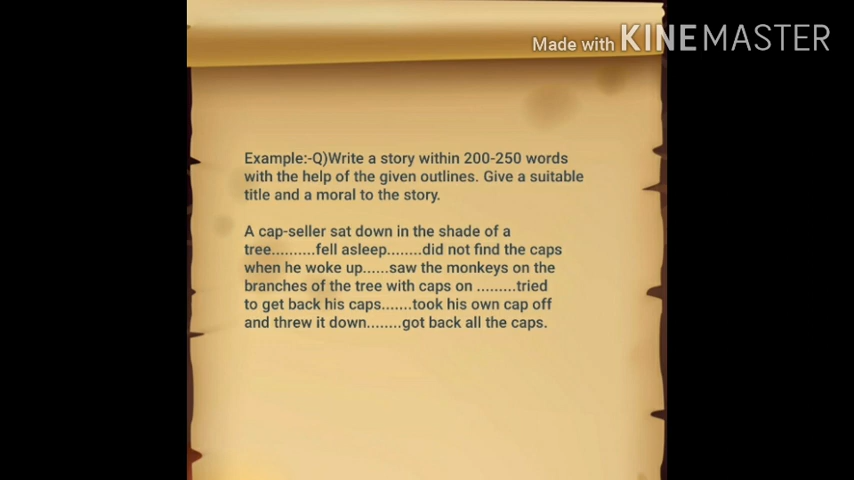 Made with KINEMASTER
Example:-Q)Write a story within 200-250 words
with the help of the given outlines. Give a suitable
title and a moral to the story.
A cap-seller sat down in the shade of a
tree..........fell asleep........did not find the caps
when he woke up......saw the monkeys on the
branches of the tree with caps on .........tried
to get back his caps.......took his own cap off
and threw it down........got back all the caps.